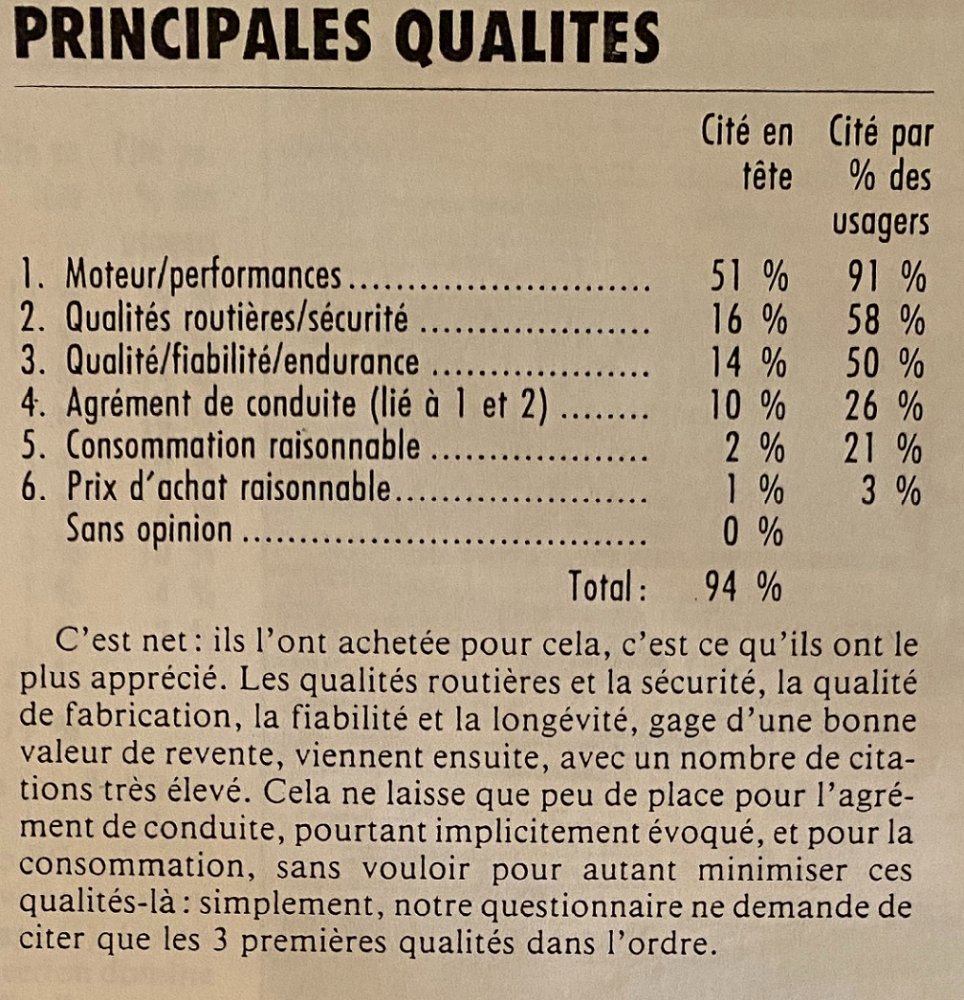 PRINCIPALES QUALITES
Cité en Cité par
tête % des
usagers
1. Moteur/performances.......................... 51 % 91 %
2. Qualités routières/sécurité .................... 16 % 58 %
3. Qualité/fiabilité/endurance ................... 14 % 50 %
4. Agrément de conduite (lié à 1 et 2) ........ 10 % 26 %
5. Consommation raisonnable ................... 2 % 21 %
6. Prix d'achat raisonnable...................... 1 % 3 %
Sans opinion ................................... 0 %
Total : 94 %
C'est net : ils l'ont achetée pour cela, c'est ce qu'ils ont le
plus apprécié. Les qualités routières et la sécurité, la qualité
de fabrication, la fiabilité et la longévité, gage d'une bonne
valeur de revente, viennent ensuite, avec un nombre de cita-
tions très élevé. Cela ne laisse que peu de place pour l'agré-
ment de conduite, pourtant implicitement évoqué, et pour la
consommation, sans vouloir pour autant minimiser ces
qualités-là : simplement, notre questionnaire ne demande de
citer que les 3 premières qualités dans l'ordre.